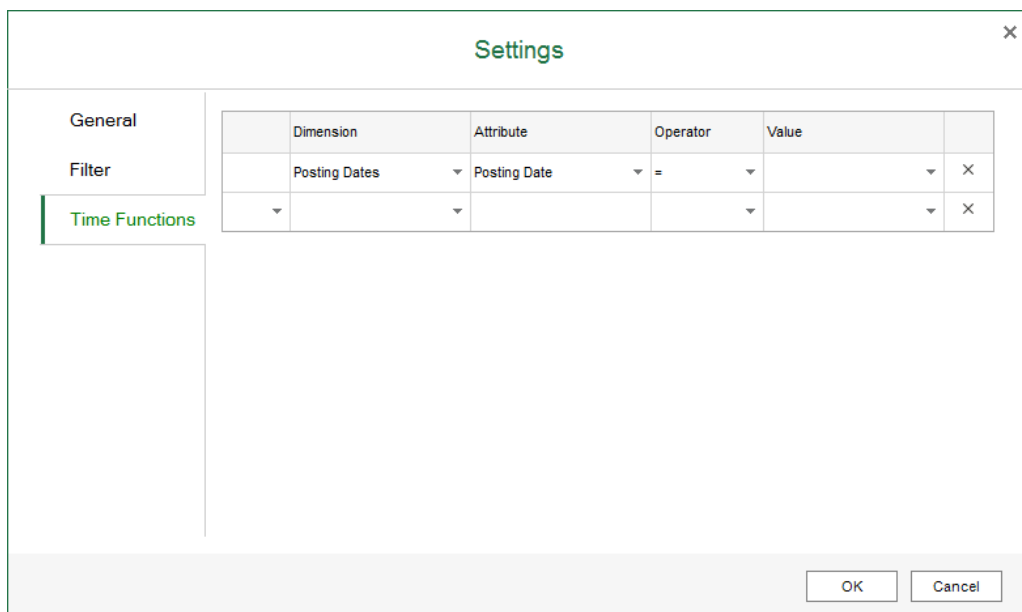 Settings
General
Filter
Time Functions
Dimension Attribute Operator Value
Posting Dates Posting Date =
OK Cancel